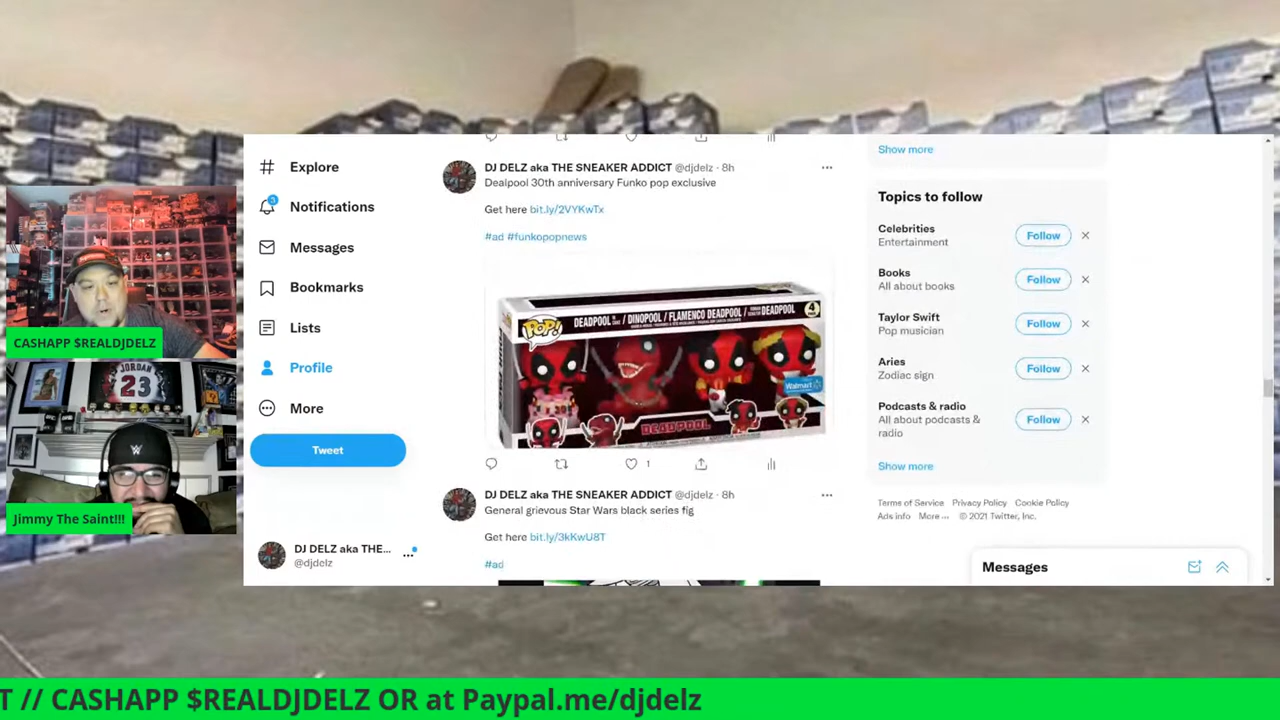 Explore
Notifications
Messages
Bookmarks
Lists
Profile
More
Tweet
DJ DELZ aka THE...
@djdelz
DJ DELZ aka THE SNEAKER ADDICT @djdelz · 8h
Dealpool 30th anniversary Funko pop exclusive
Get here bit.ly/2VYKwTx
#ad #funkopopnews
POP!
DINOPOOL / FLAMENCO DEADPOOL
DEADPOOL
4
Walmart
DEADPOOL
1
DJ DELZ aka THE SNEAKER ADDICT @djdelz · 8h
General grievous Star Wars black series fig
Get here bit.ly/3kKwU8T
#ad
Show more
Topics to follow
Celebrities
Entertainment
Follow
Books
All about books
Follow
Taylor Swift
Pop musician
Follow
Aries
Zodiac sign
Follow
Podcasts & radio
All about podcasts &
radio
Follow
Show more
Terms of Service Privacy Policy Cookie Policy
Ads info More ... © 2021 Twitter, Inc.
Messages
CASHAPP $REALDJDELZ
JORDAN
23
W
Jimmy The Saint!!!
T // CASHAPP $REALDJDELZ OR at Paypal.me/djdelz